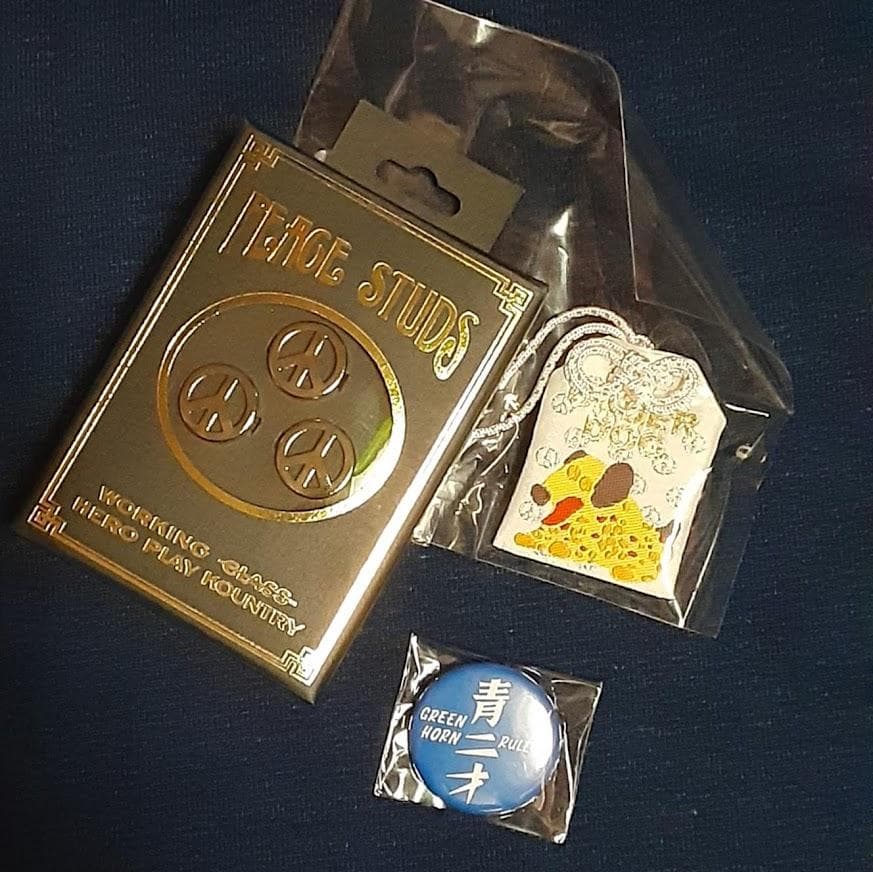 PEACE STUDS
WORKING -CLASS-
HERO PLAY KOUNTRY
青二才
GREEN
HORN
RULE